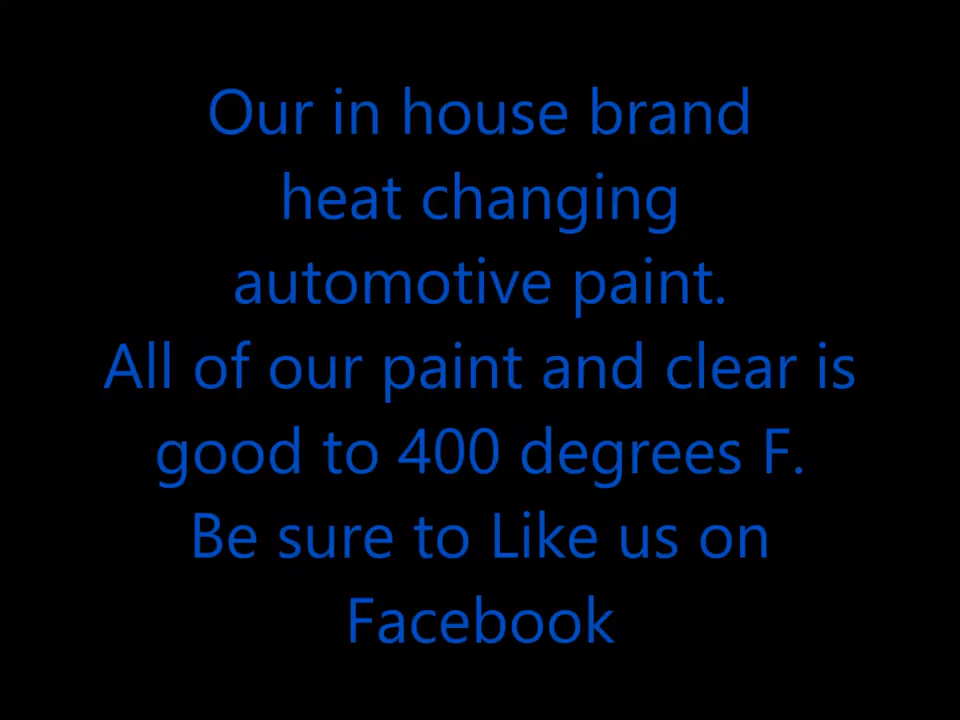 Our in house brand
heat changing
automotive paint.
All of our paint and clear is
good to 400 degrees F.
Be sure to Like us on
Facebook